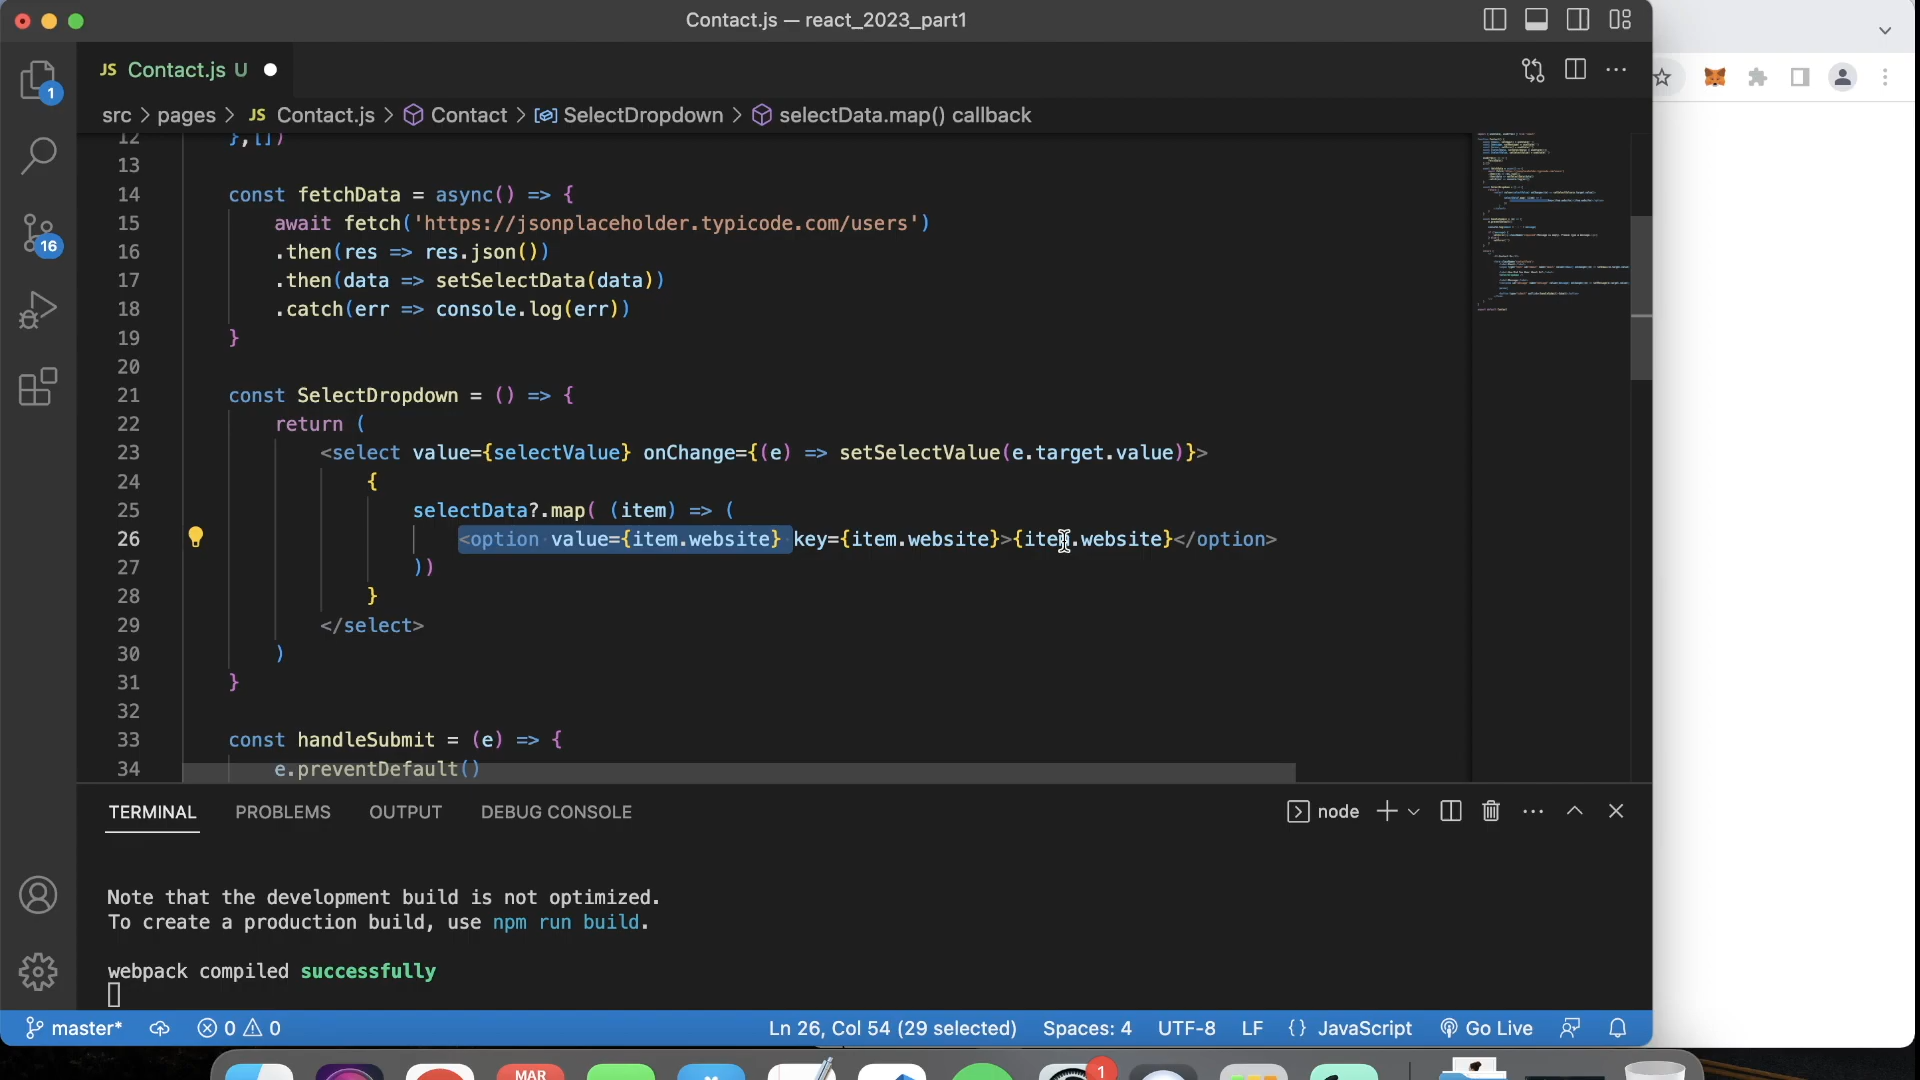 Contact.js — react_2023_part1
JS Contact.js U
src > pages > JS Contact.js > Contact > SelectDropdown > selectData.map() callback
1
16
12 },[])
13
14 const fetchData = async() => {
15 await fetch('https://jsonplaceholder.typicode.com/users')
16 .then(res => res.json())
17 .then(data => setSelectData(data))
18 .catch(err => console.log(err))
19 }
20
21 const SelectDropdown = () => {
22 return (
23 <select value={selectValue} onChange={(e) => setSelectValue(e.target.value)}>
24 {
25 selectData?.map( (item) => (
26 <option value={item.website} key={item.website}>{item.website}</option>
27 ))
28 }
29 </select>
30 )
31 }
32
33 const handleSubmit = (e) => {
34 e.preventDefault()
TERMINAL PROBLEMS OUTPUT DEBUG CONSOLE node
Note that the development build is not optimized.
To create a production build, use npm run build.
webpack compiled successfully
master* 0 0 Ln 26, Col 54 (29 selected) Spaces: 4 UTF-8 LF {} JavaScript Go Live
MAR
1